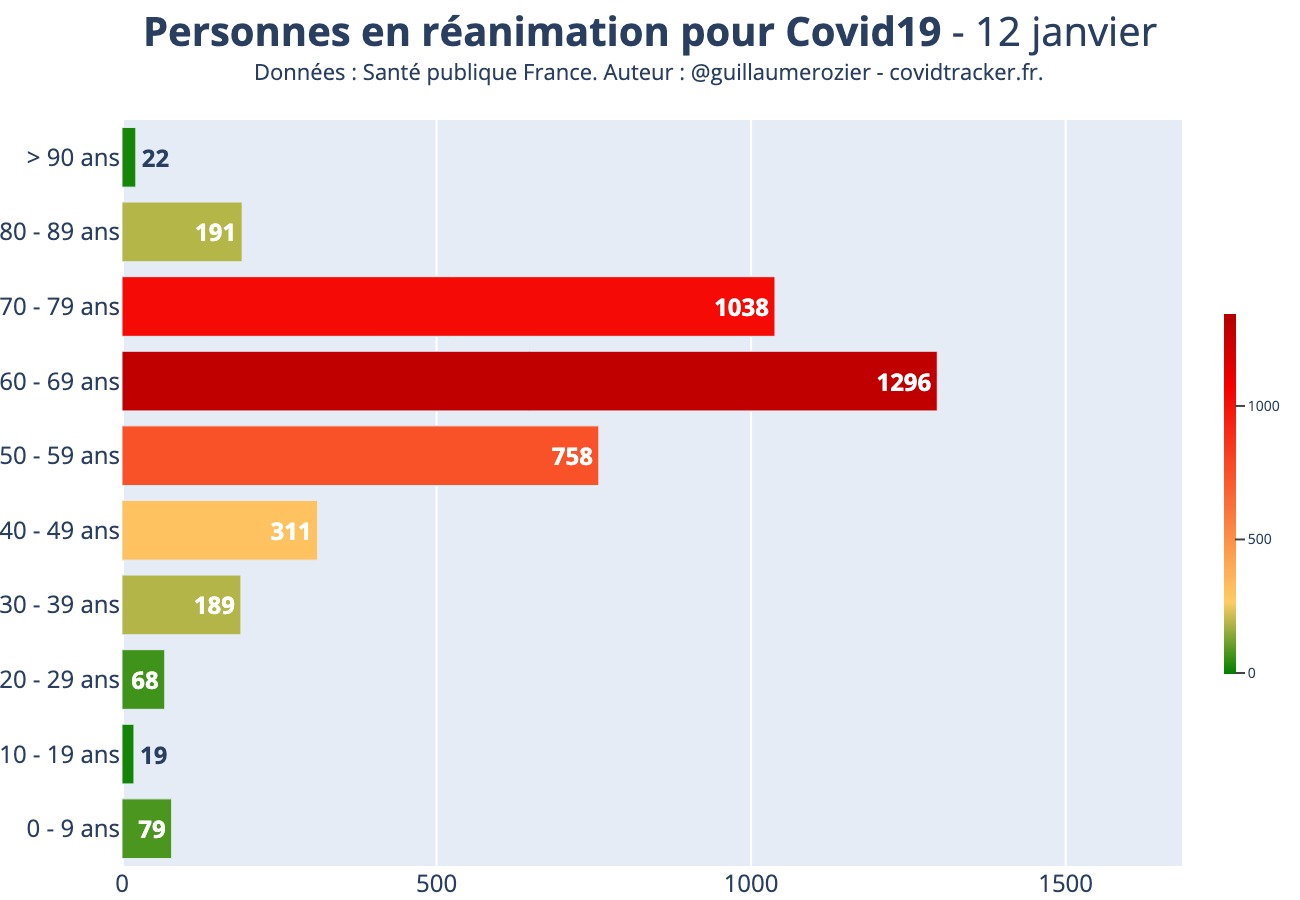 Personnes en réanimation pour Covid19 - 12 janvier
Données : Santé publique France. Auteur : @guillaumerozier - covidtracker.fr.
> 90 ans 22
80 - 89 ans 191
70 - 79 ans 1038
60 - 69 ans 1296
50 - 59 ans 758
40 - 49 ans 311
30 - 39 ans 189
20 - 29 ans 68
10 - 19 ans 19
0 - 9 ans 79
0 500 1000 1500
1000
500
0